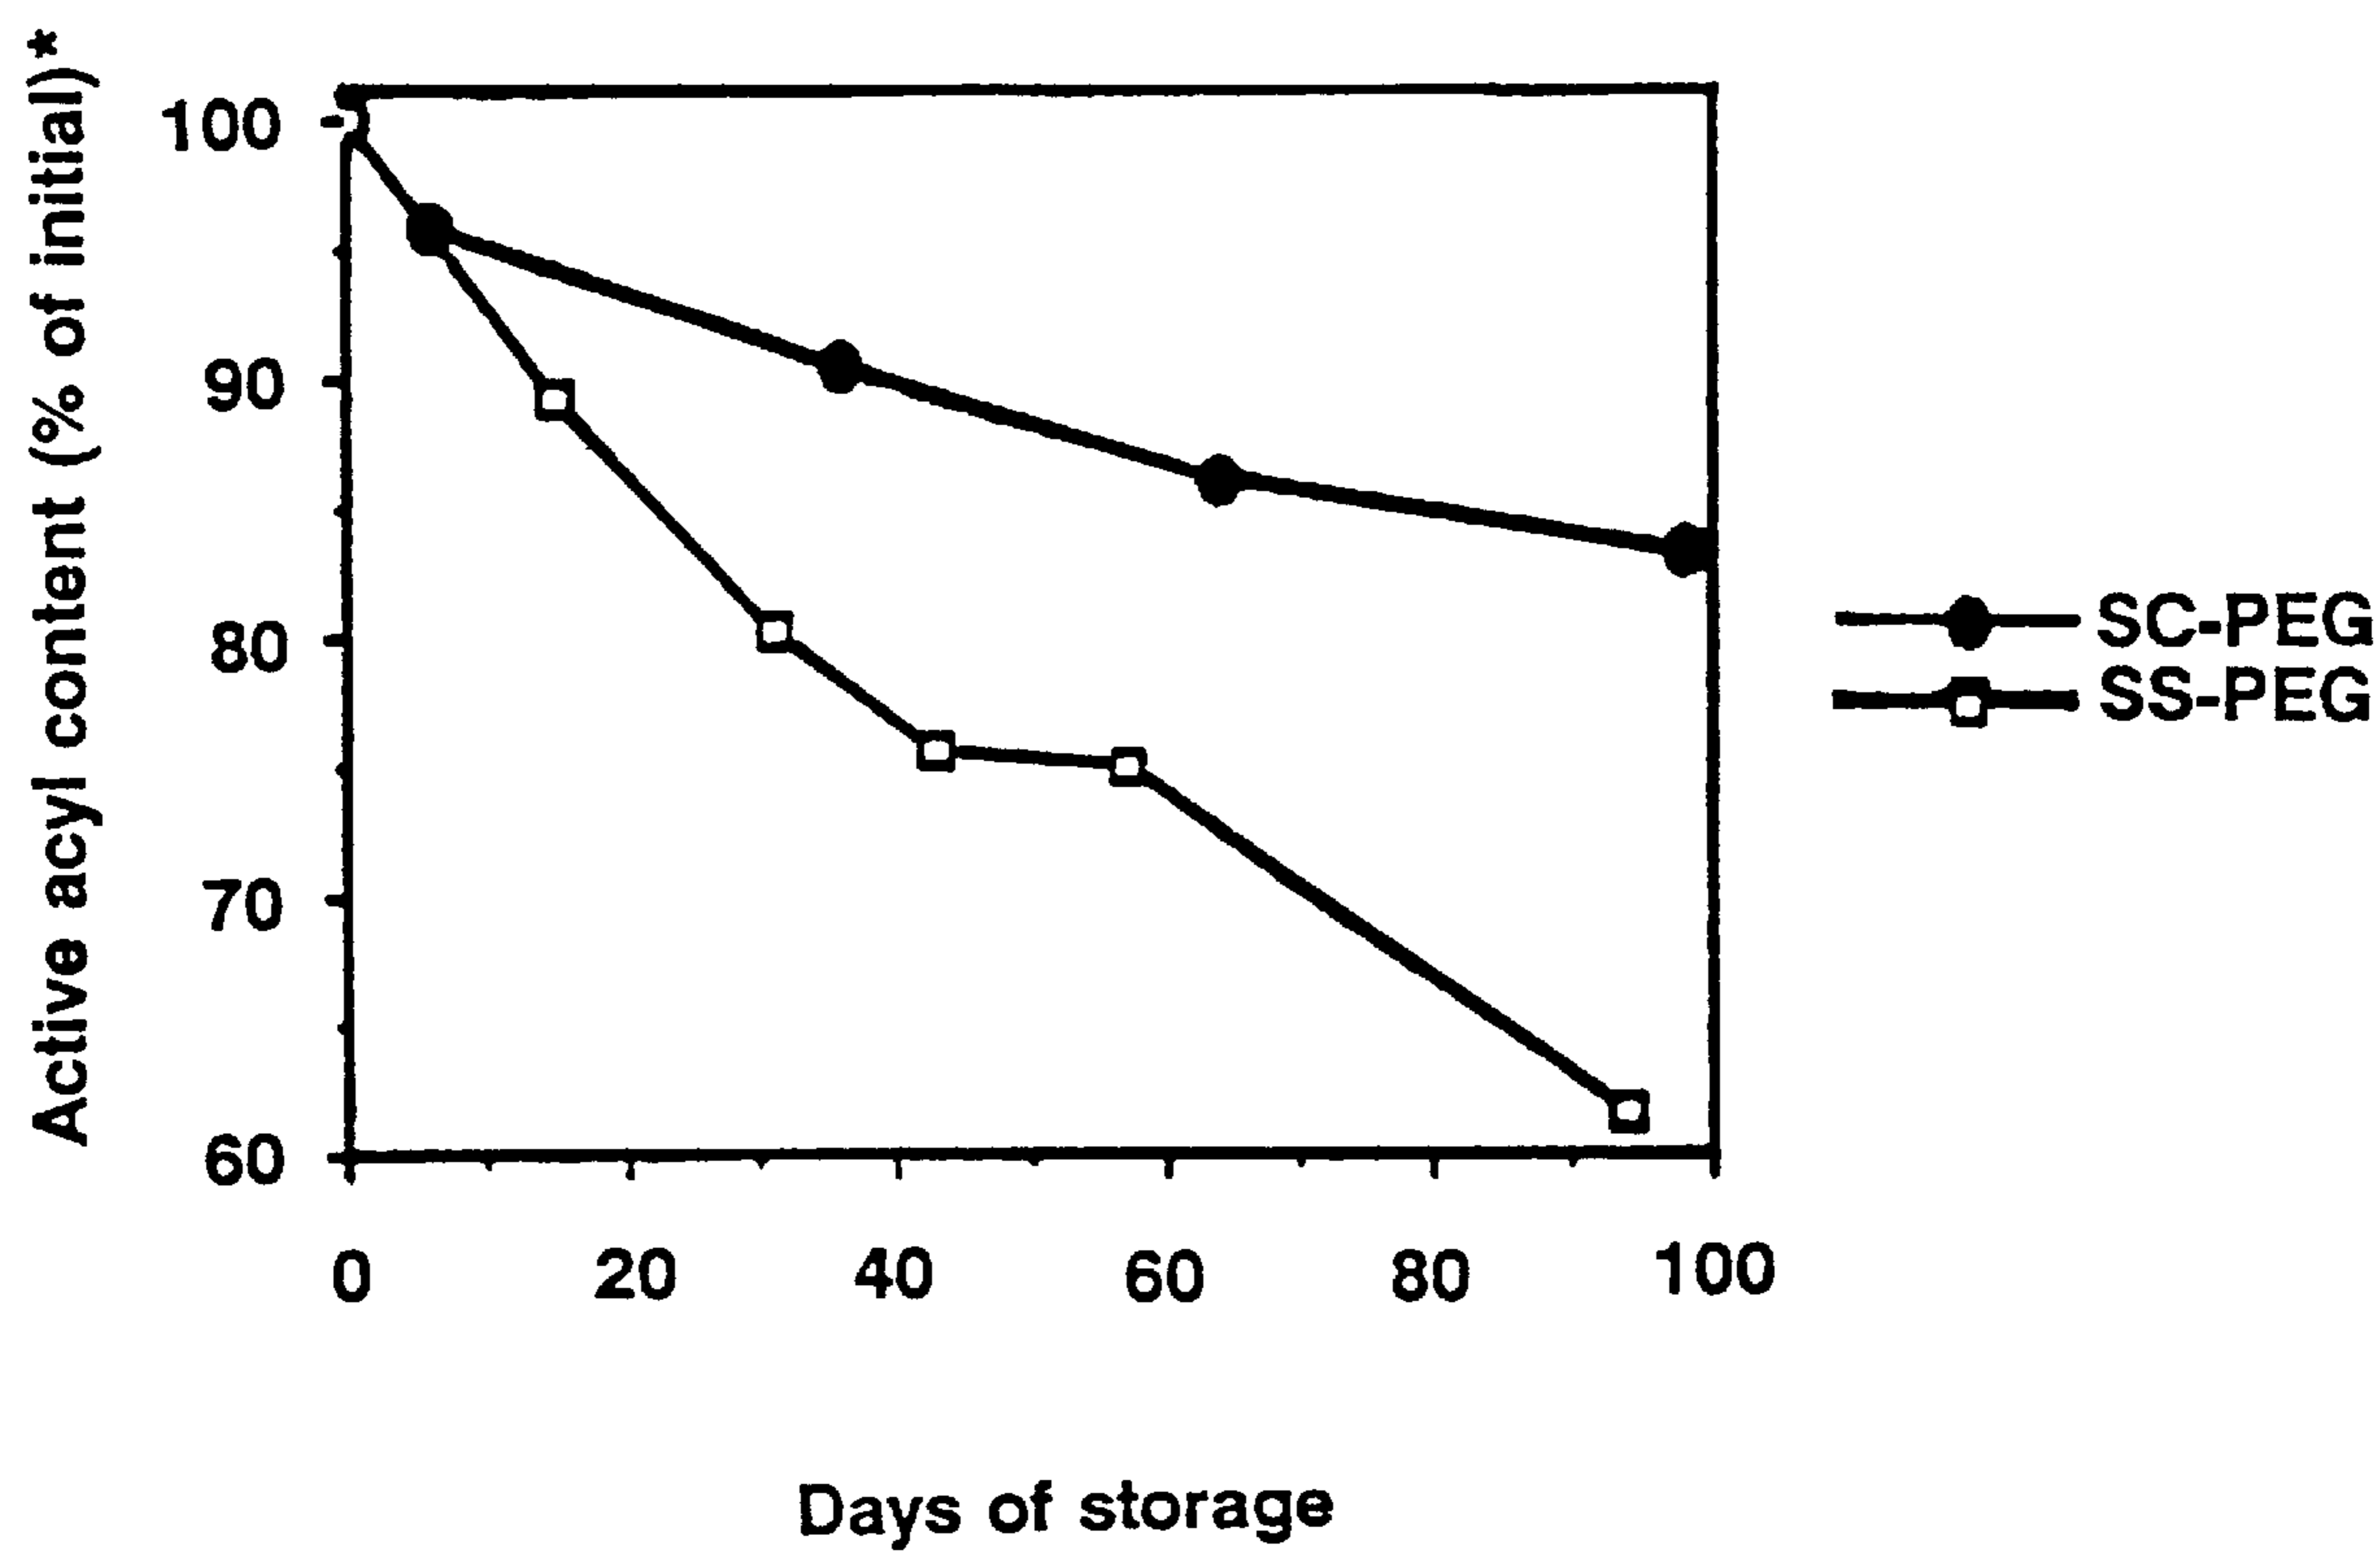 Active acyl content (% of initial)*
100
90
80
70
60
0 20 40 60 80 100
Days of storage
SC-PEG
SS-PEG